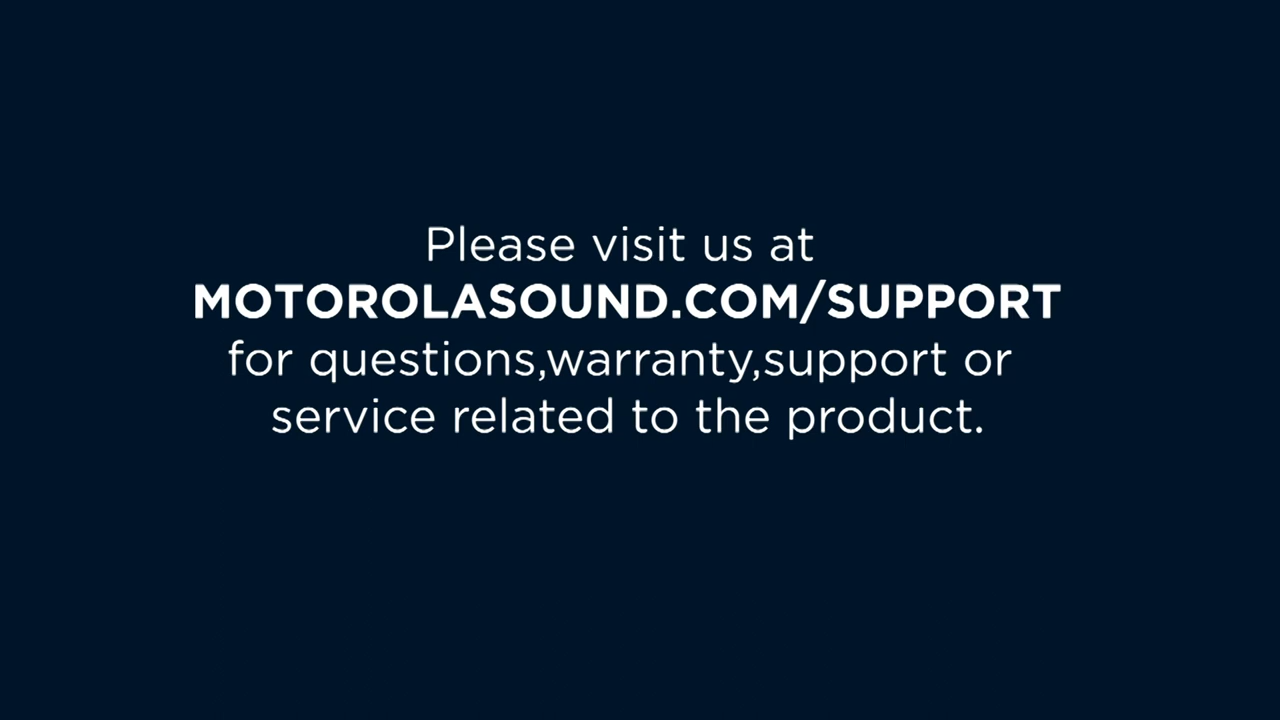 Please visit us at
MOTOROLASOUND.COM/SUPPORT
for questions,warranty,support or
service related to the product.